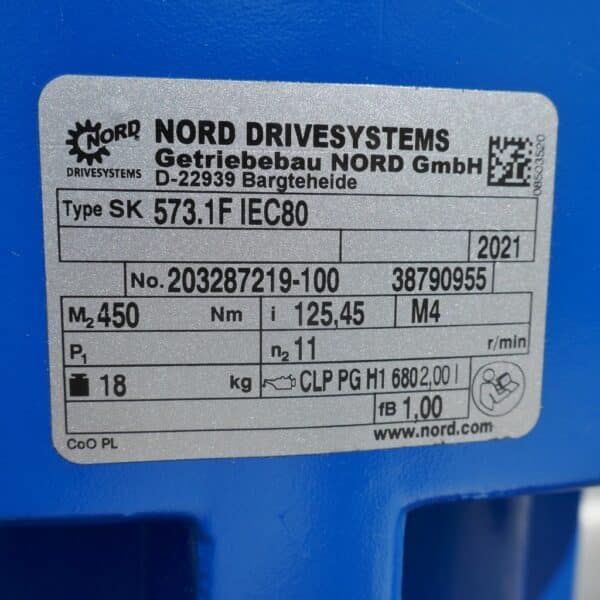 NORD
DRIVESYSTEMS
NORD DRIVESYSTEMS
Getriebebau NORD GmbH
D-22939 Bargteheide
08503520
Type SK 573.1F IEC80
2021
No. 203287219-100 38790955
M2 450 Nm i 125,45 M4
P1 n2 11 r/min
18 kg CLP PG H1 680 2,00 l
fB 1,00
CoO PL
www.nord.com